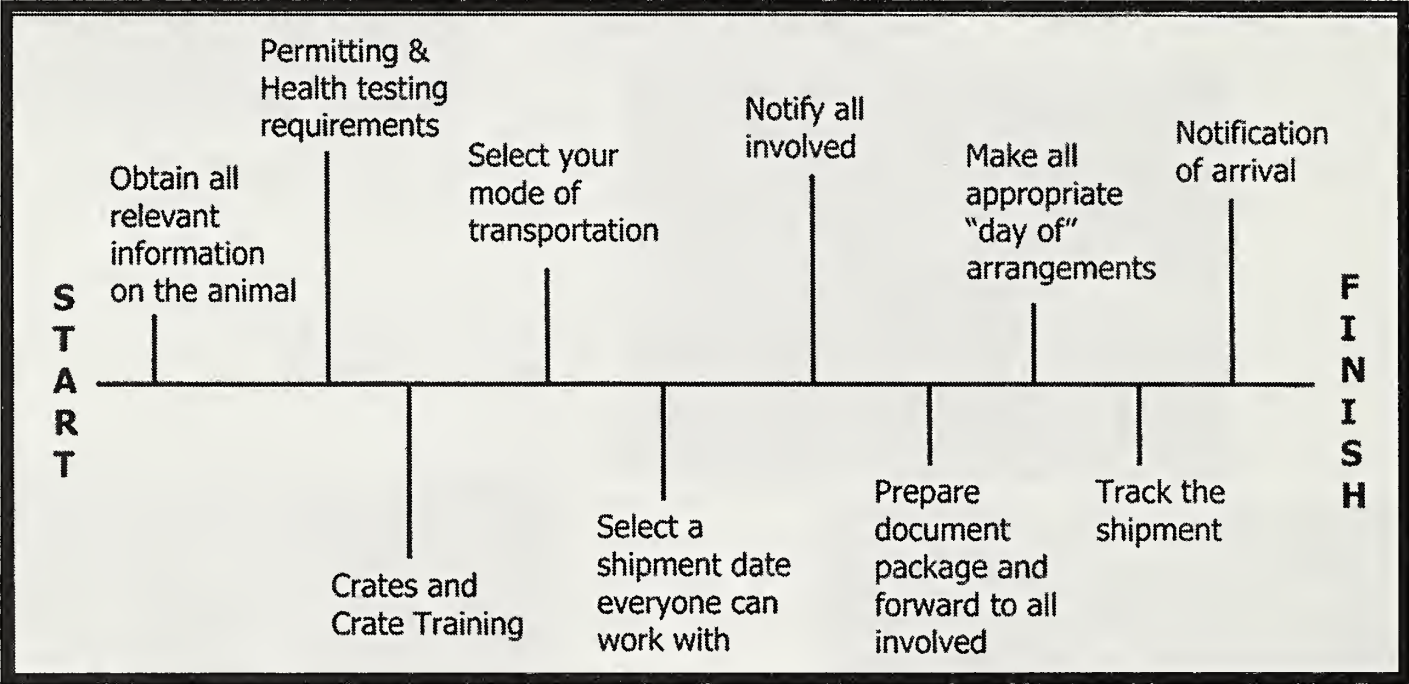 START
Obtain all
relevant
information
on the animal
Permitting &
Health testing
requirements
Crates and
Crate Training
Select your
mode of
transportation
Select a
shipment date
everyone can
work with
Notify all
involved
Prepare
document
package and
forward to all
involved
Make all
appropriate
“day of”
arrangements
Track the
shipment
Notification
of arrival
FINISH